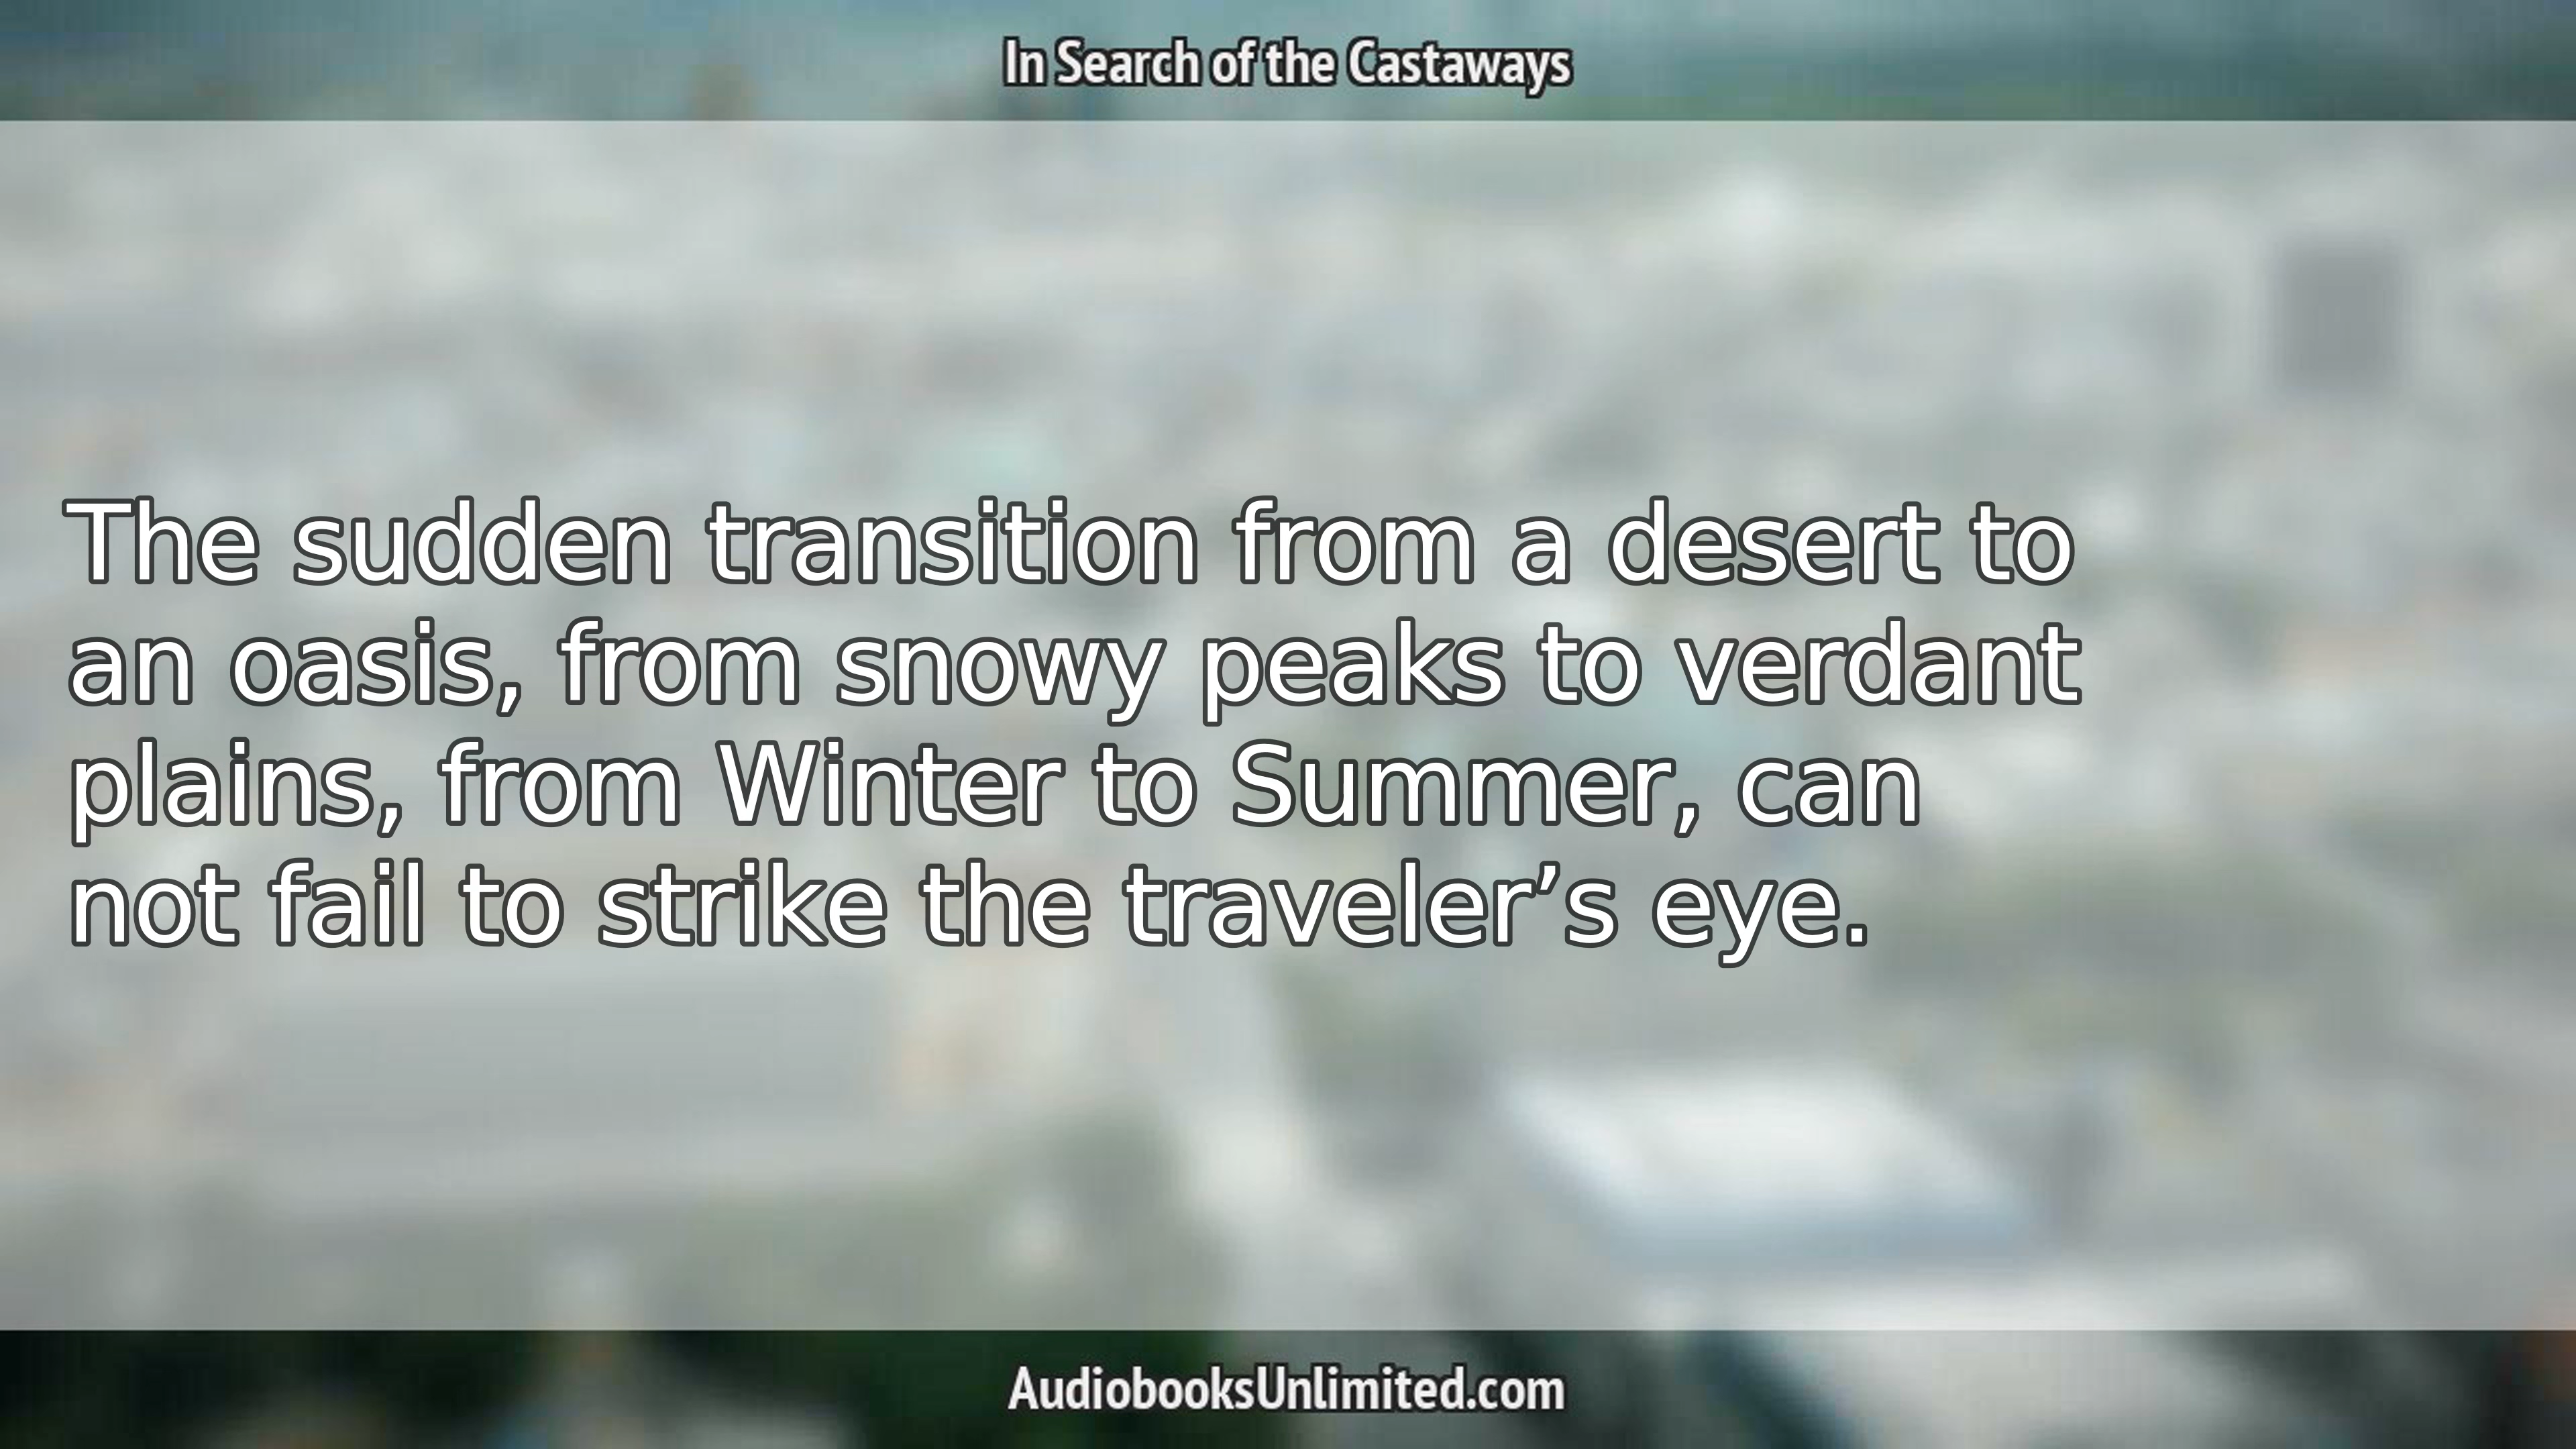 In Search of the Castaways
The sudden transition from a desert to
an oasis, from snowy peaks to verdant
plains, from Winter to Summer, can
not fail to strike the traveler’s eye.
AudiobooksUnlimited.com